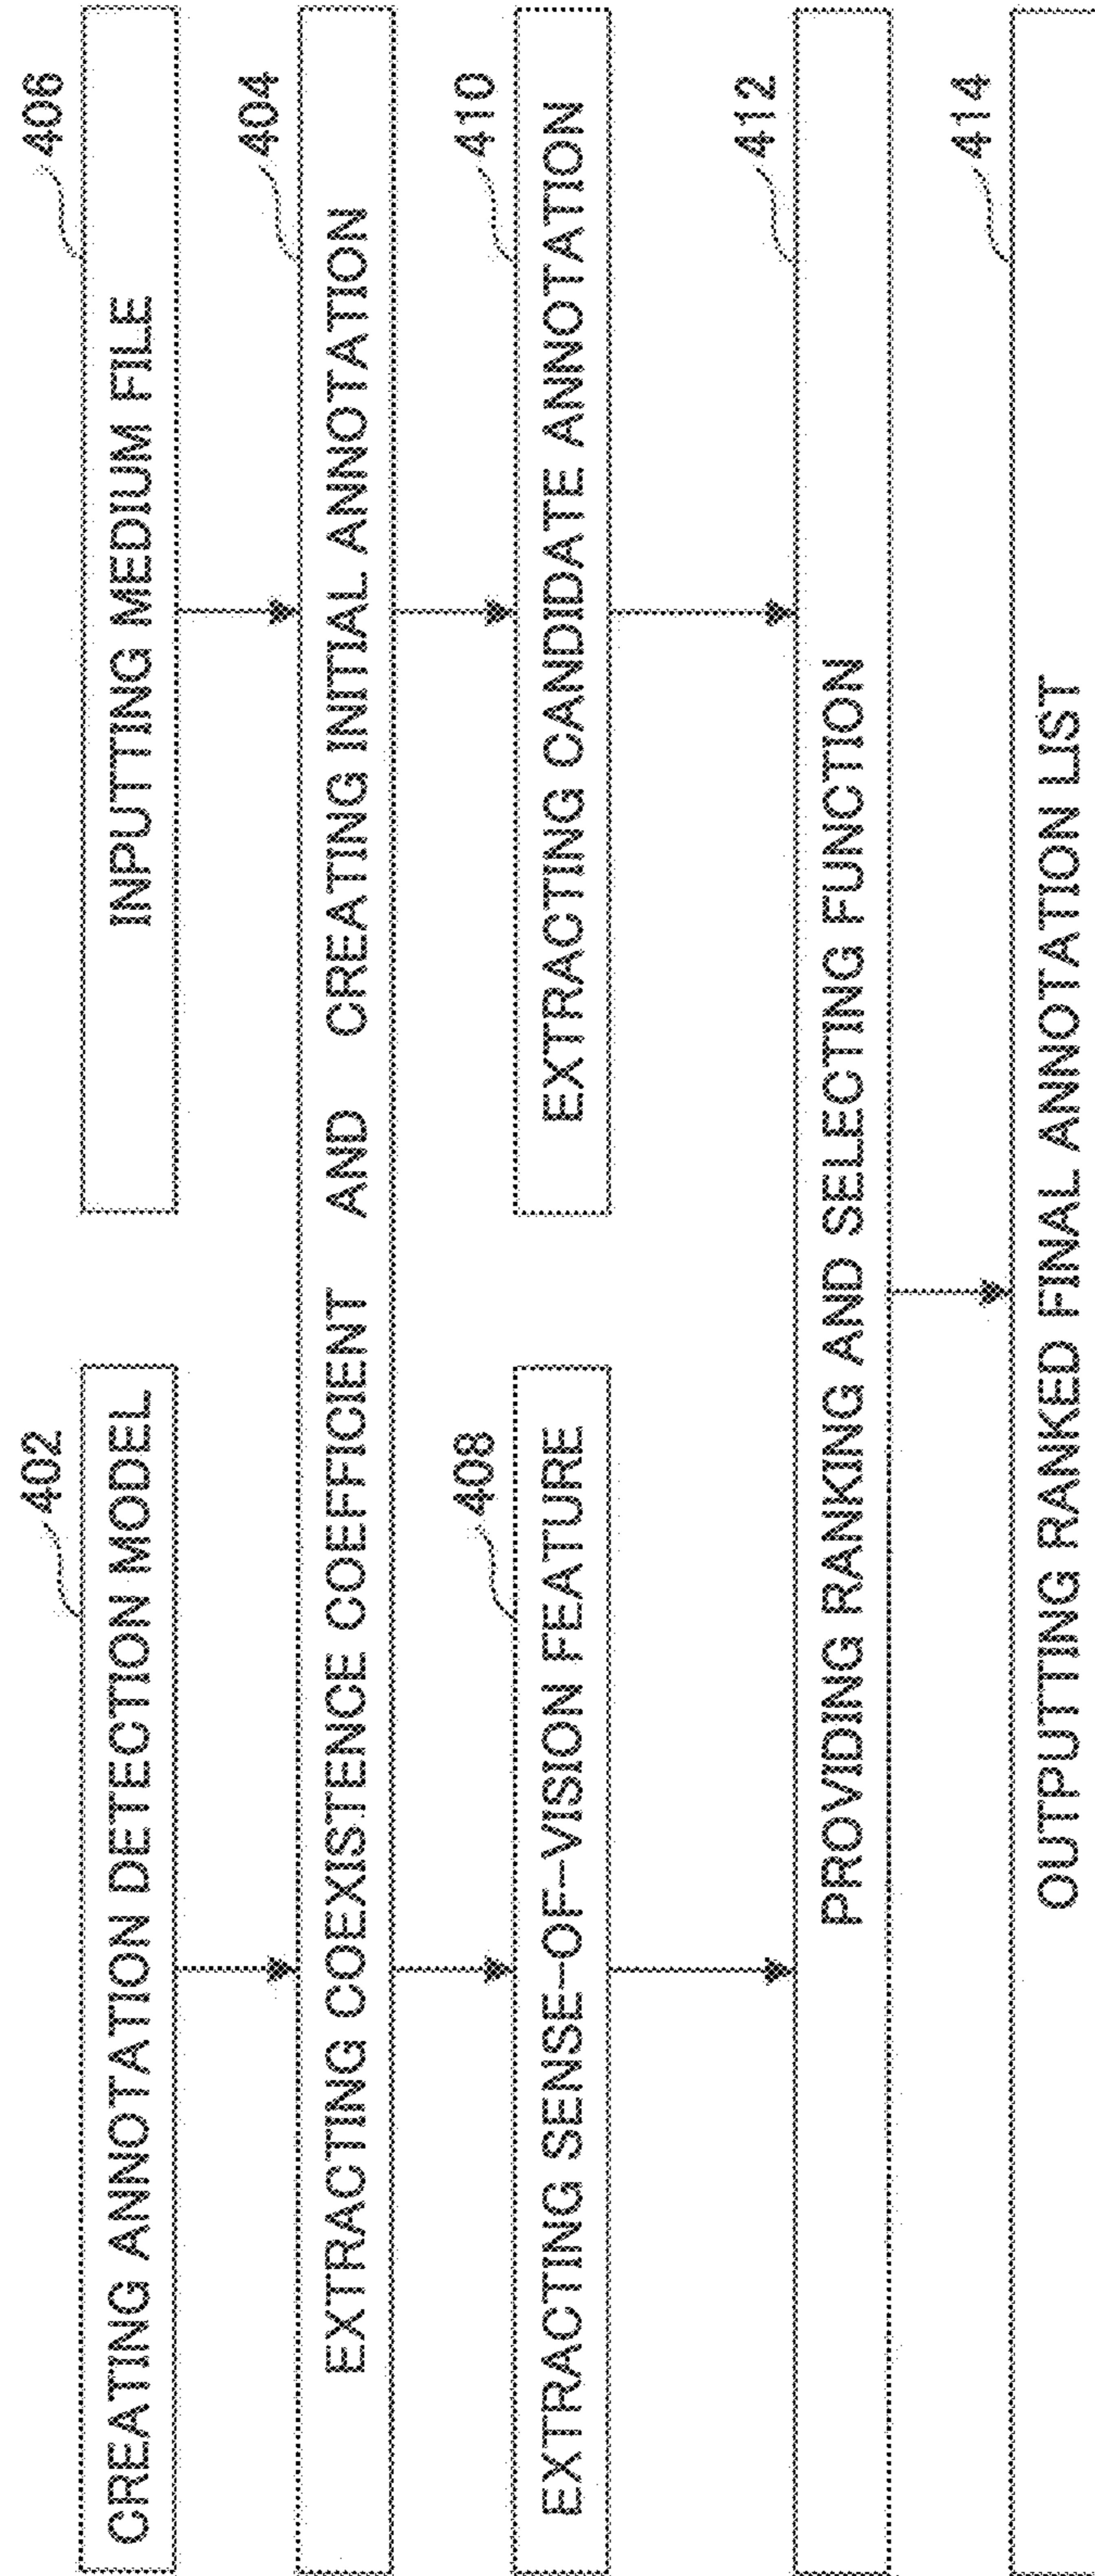 402
CREATING ANNOTATION DETECTION MODEL
406
INPUTTING MEDIUM FILE
404
EXTRACTING COEXISTENCE COEFFICIENT AND CREATING INITIAL ANNOTATION
408
EXTRACTING SENSE-OF-VISION FEATURE
410
EXTRACTING CANDIDATE ANNOTATION
412
PROVIDING RANKING AND SELECTING FUNCTION
414
OUTPUTTING RANKED FINAL ANNOTATION LIST